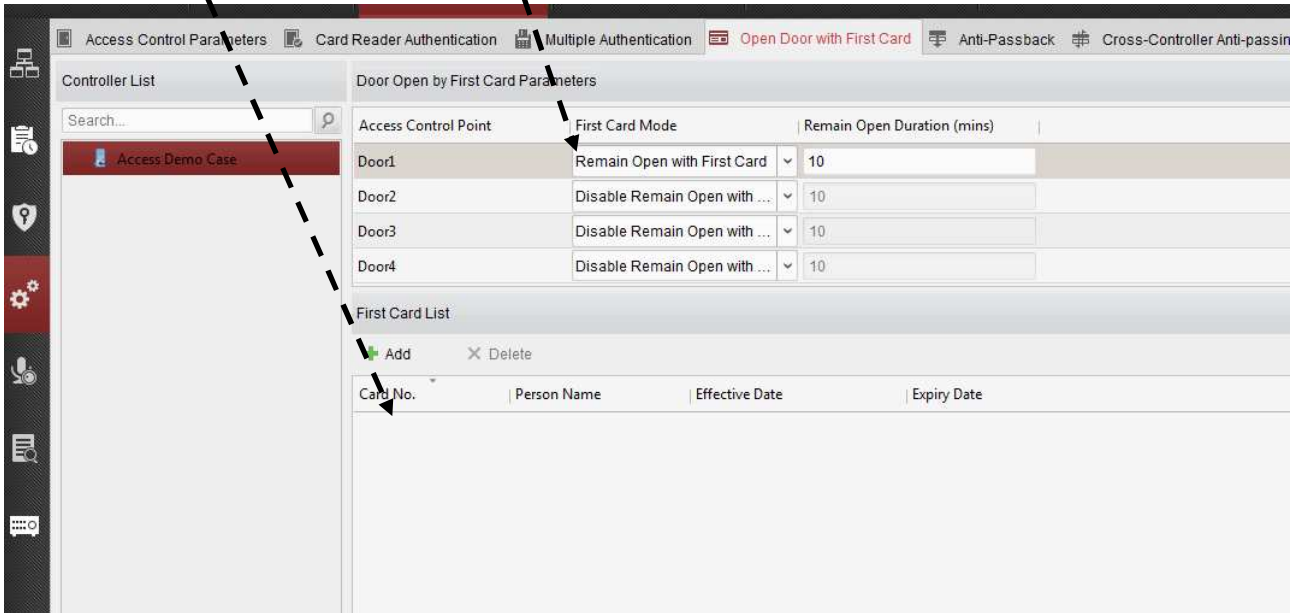 Access Control Parameters Card Reader Authentication Multiple Authentication Open Door with First Card Anti-Passback Cross-Controller Anti-passin
Controller List
Search...
Access Demo Case
Door Open by First Card Parameters
Access Control Point First Card Mode Remain Open Duration (mins)
Door1 Remain Open with First Card 10
Door2 Disable Remain Open with ... 10
Door3 Disable Remain Open with ... 10
Door4 Disable Remain Open with ... 10
First Card List
Add Delete
Card No. Person Name Effective Date Expiry Date